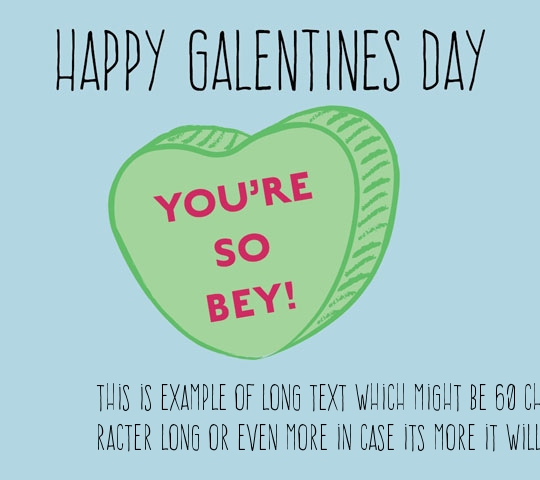 HAPPY GALENTINES DAY
YOU'RE
SO
BEY!
THIS IS EXAMPLE OF LONG TEXT WHICH MIGHT BE 60 CH
RACTER LONG OR EVEN MORE IN CASE ITS MORE IT WILL